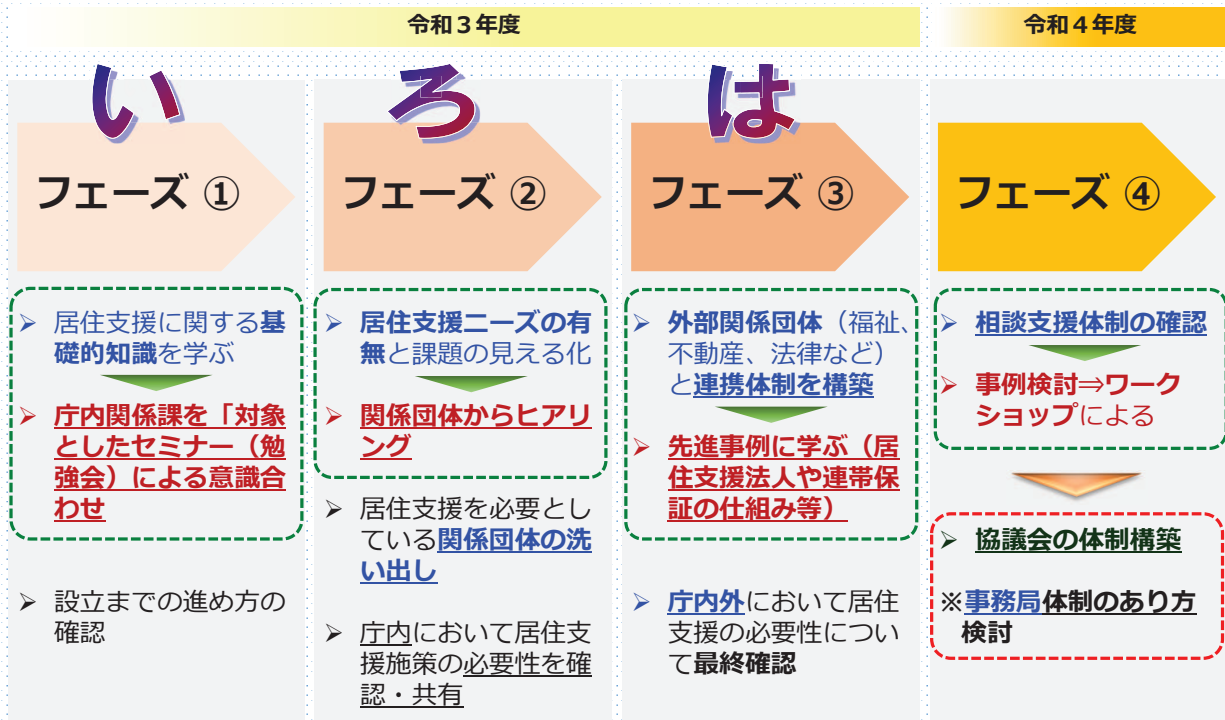 令和３年度
令和４年度
い
ろ
は
フェーズ ①
フェーズ ②
フェーズ ③
フェーズ ④
➢ 居住支援に関する基
礎的知識を学ぶ
➢ 庁内関係課を「対象
としたセミナー（勉
強会）による意識合
わせ
➢ 設立までの進め方の
確認
➢ 居住支援ニーズの有
無と課題の見える化
➢ 関係団体からヒアリ
ング
➢ 居住支援を必要とし
ている関係団体の洗
い出し
➢ 庁内において居住支
援施策の必要性を確
認・共有
➢ 外部関係団体（福祉、
不動産、法律など）
と連携体制を構築
➢ 先進事例に学ぶ（居
住支援法人や連帯保
証の仕組み等）
➢ 庁内外において居住
支援の必要性につい
て最終確認
➢ 相談支援体制の確認
➢ 事例検討⇒ワーク
ショップによる
➢ 協議会の体制構築
※事務局体制のあり方
検討